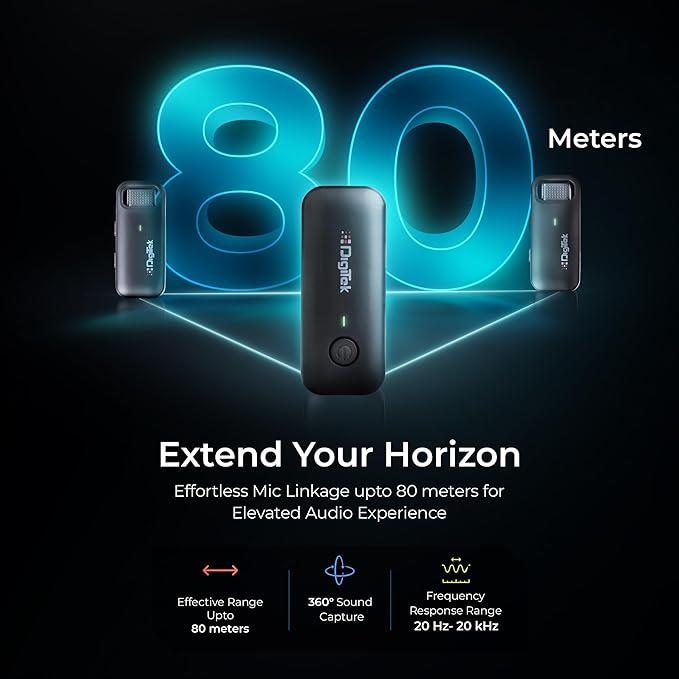 80
Meters
DigiTek
DigiTek
DigiTek
Extend Your Horizon
Effortless Mic Linkage upto 80 meters for
Elevated Audio Experience
Effective Range
Upto
80 meters
360° Sound
Capture
Frequency
Response Range
20 Hz- 20 kHz